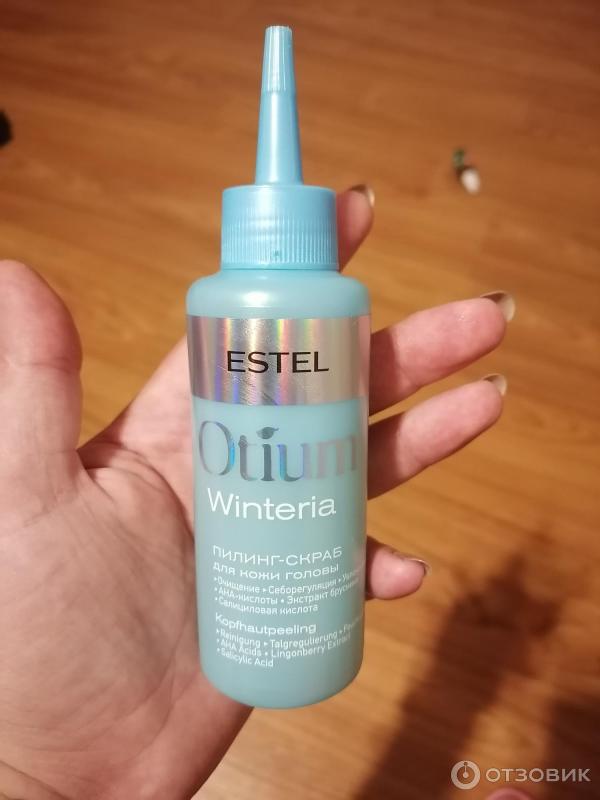 ESTEL
Otium
Winteria
ПИЛИНГ-СКРАБ
для кожи головы
•Очищение •Себорегуляция
•АНА-кислоты •Экстракт брусники
•Салициловая кислота
Kopfhautpeeling
•Reinigung •Talgregulierung
•AHA Acids •Lingonberry Extract
•Salicylic Acid
ОТЗОВИК